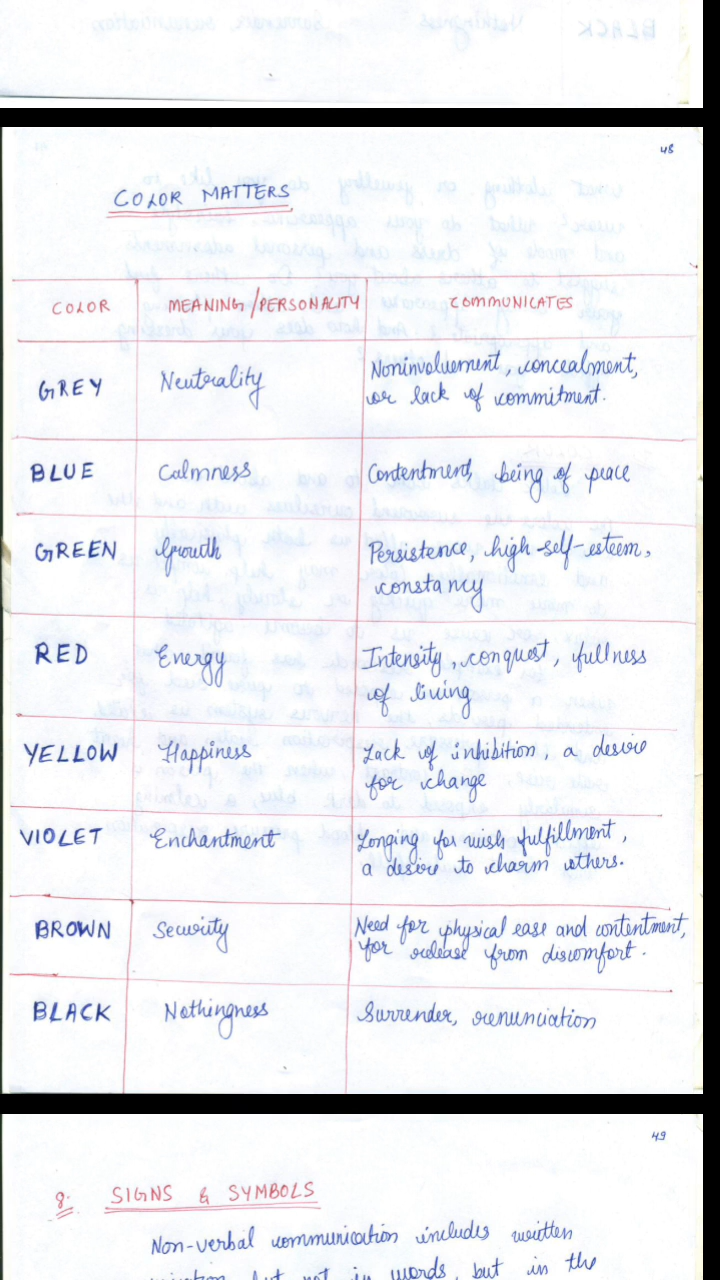 48
COLOR MATTERS
COLOR MEANING/PERSONALITY COMMUNICATES
GREY Neutrality Noninvolvement, concealment,
or lack of commitment.
BLUE Calmness Contentment, being of peace
GREEN Growth Persistence, high-self-esteem,
constancy
RED Energy Intensity, conquest, fullness
of living
YELLOW Happiness Lack of inhibition a desire
for change
VIOLET Enchantment Longing for wish fulfillment,
a desire to charm others.
BROWN Security Need for physical ease and contentment,
for release from discomfort.
BLACK Nothingness Surrender, renunciation
49
8. SIGNS & SYMBOLS
Non-verbal communication includes written
but not in words, but in the